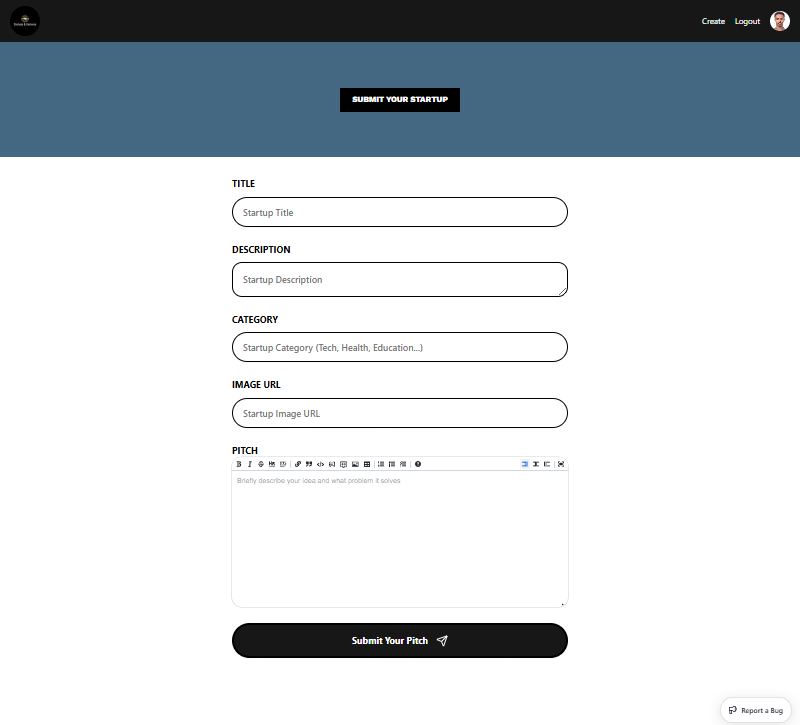 Create Logout
SUBMIT YOUR STARTUP
TITLE
Startup Title
DESCRIPTION
Startup Description
CATEGORY
Startup Category (Tech, Health, Education...)
IMAGE URL
Startup Image URL
PITCH
Briefly describe your idea and what problem it solves
Submit Your Pitch
Report a Bug